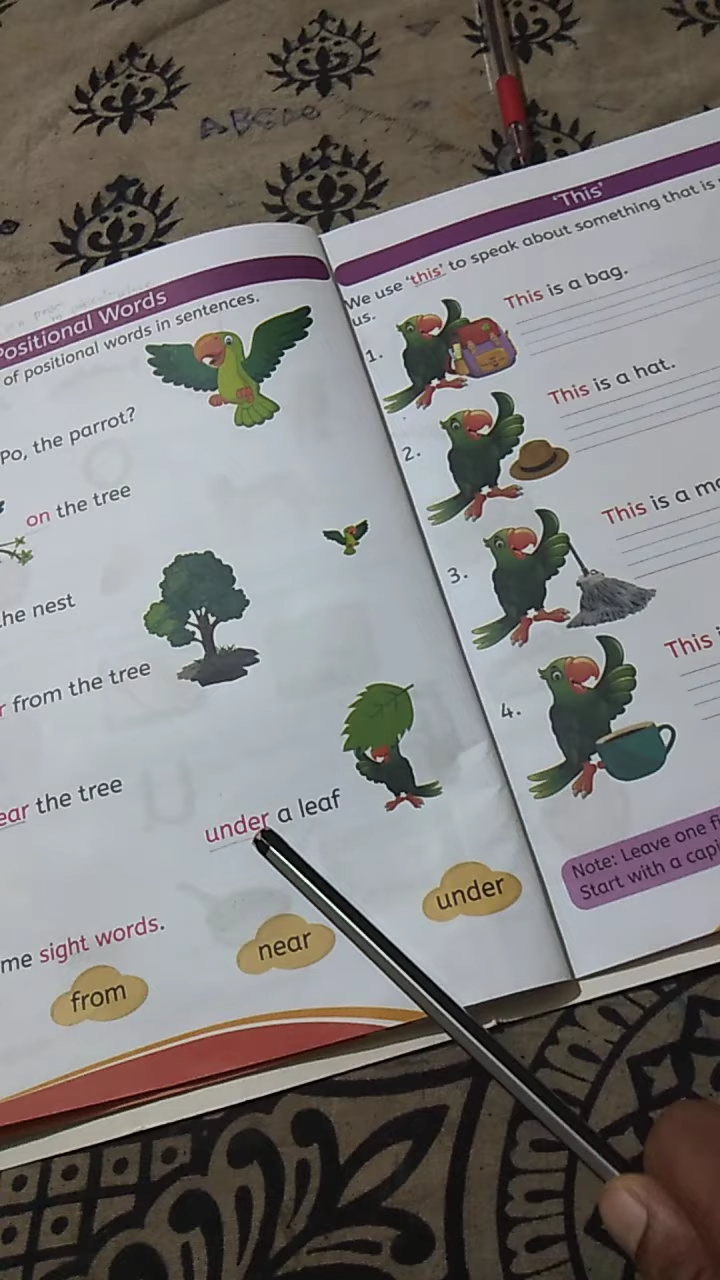 ABCDE
Positional Words
of positional words in sentences.
Po, the parrot?
on the tree
the nest
from the tree
near the tree
under a leaf
me sight words.
from
near
under
'This'
We use 'this' to speak about something that is
us.
1.
This is a bag.
2.
This is a hat.
3.
This is a
4.
This
Note: Leave one
Start with a